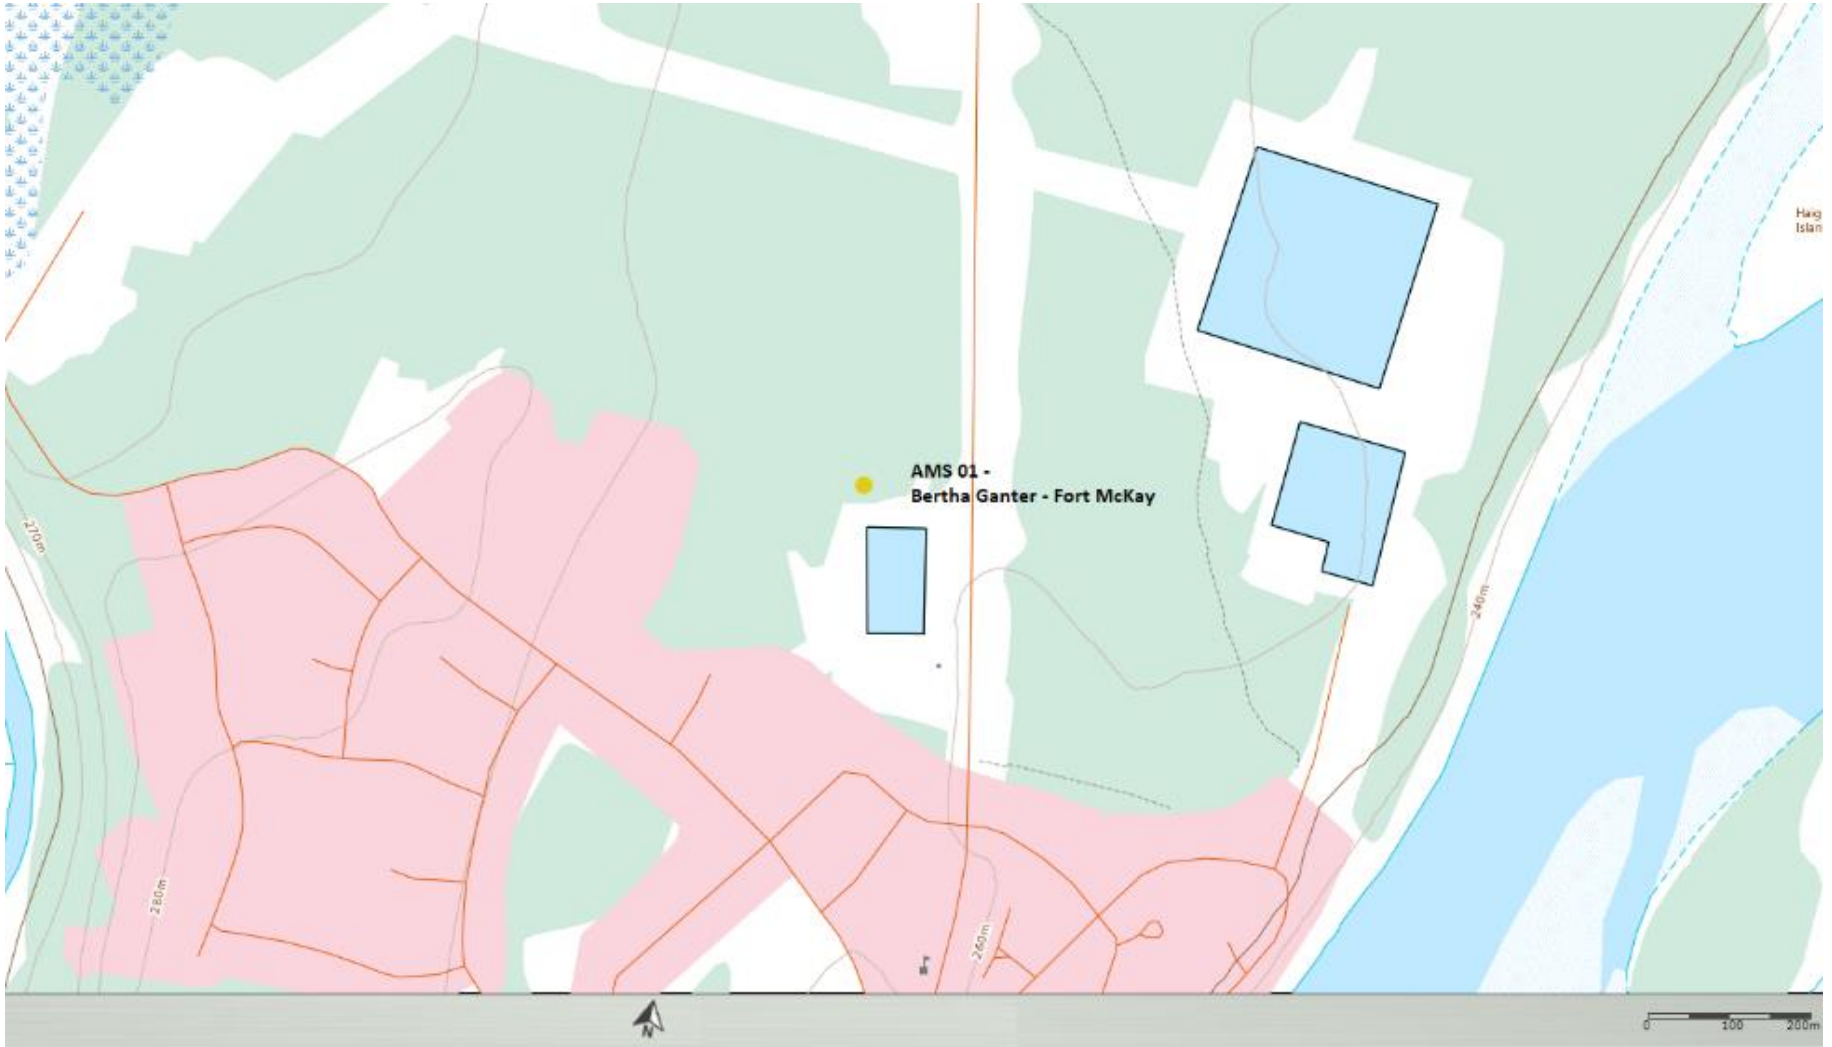 Haig
Islan
AMS 01 -
Bertha Ganter - Fort McKay
270m
240m
280m
260m
N
0 100 200m